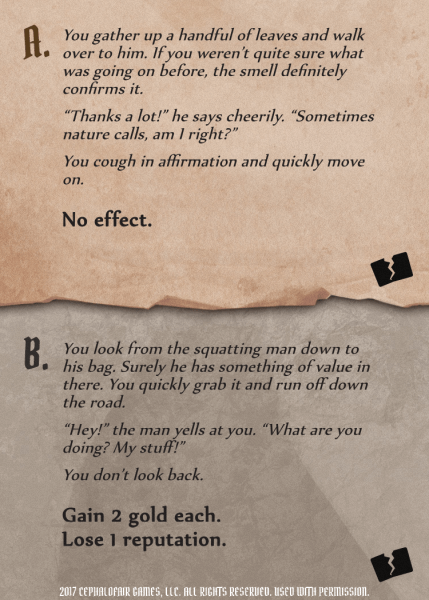 A. You gather up a handful of leaves and walk
over to him. If you weren't quite sure what
was going on before, the smell definitely
confirms it.
“Thanks a lot!” he says cheerily. “Sometimes
nature calls, am I right?”
You cough in affirmation and quickly move
on.
No effect.
B. You look from the squatting man down to
his bag. Surely he has something of value in
there. You quickly grab it and run off down
the road.
“Hey!” the man yells at you. “What are you
doing? My stuff!”
You don't look back.
Gain 2 gold each.
Lose 1 reputation.
2017 CEPHALOFAIR GAMES, LLC. ALL RIGHTS RESERVED. USED WITH PERMISSION.